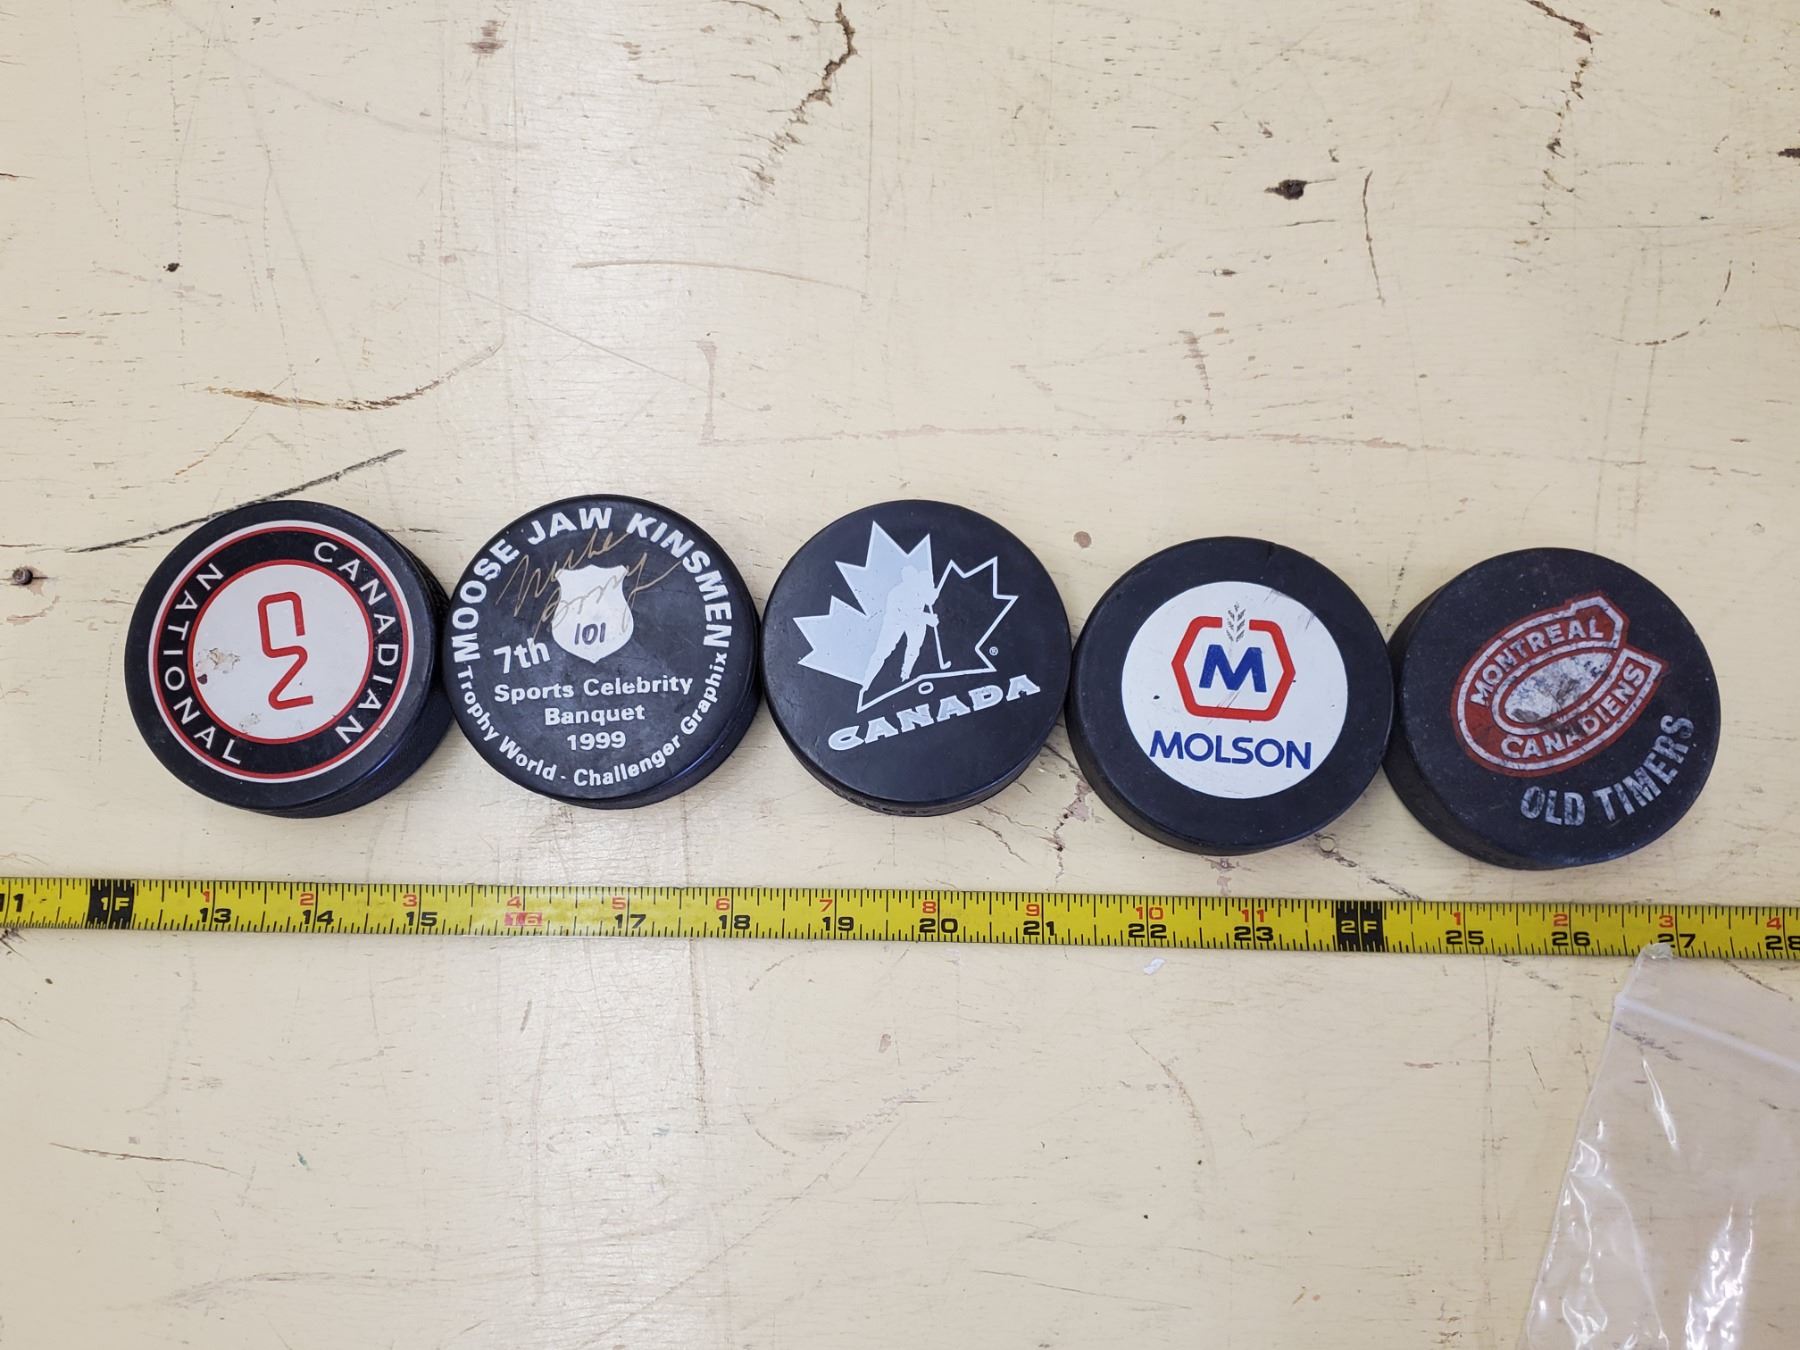 CANADIAN
NATIONAL
MOOSE JAW KINSMEN
101
7th
Sports Celebrity
Banquet
1999
Trophy World - Challenger Graphix
CANADA
®
M
MOLSON
MONTREAL
CANADIENS
OLD TIMERS
11 1F 1 2 3 4 5 6 7 8 9 10 11 2F 1 2 3 4
13 14 15 16 17 18 19 20 21 22 23 25 26 27 28